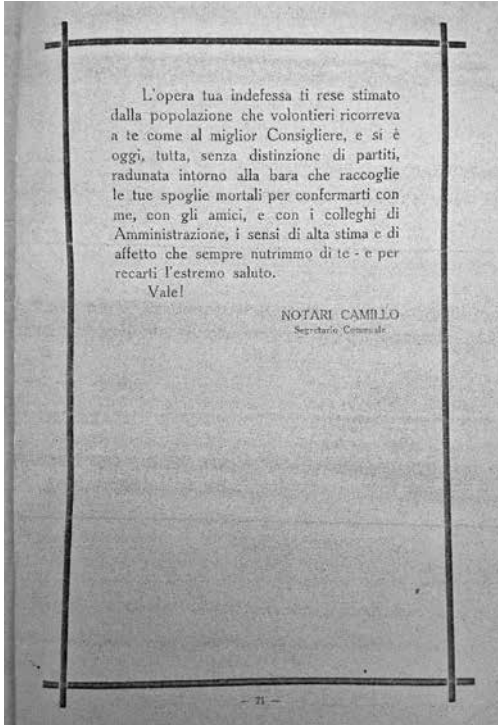 L'opera tua indefessa ti rese stimato
dalla popolazione che volontieri ricorreva
a te come al miglior Consigliere, e si è
oggi, tutta, senza distinzione di partiti,
radunata intorno alla bara che raccoglie
le tue spoglie mortali per confermarti con
me, con gli amici, e con i colleghi di
Amministrazione, i sensi di alta stima e di
affetto che sempre nutrimmo di te - e per
recarti l'estremo saluto.
Vale!
NOTARI CAMILLO
Segretario Comunale
— 71 —